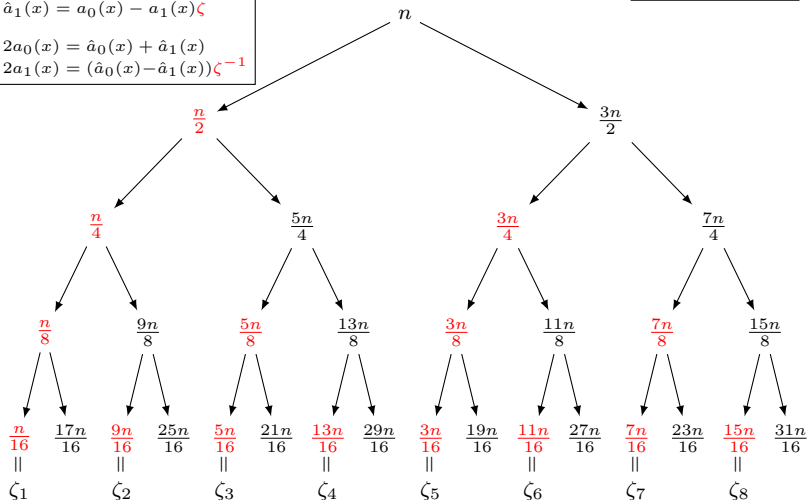 â₁(x) = a₀(x) − a₁(x)ζ
2a₀(x) = â₀(x) + â₁(x)
2a₁(x) = (â₀(x)−â₁(x))ζ⁻¹
n
n/2 3n/2
n/4 5n/4 3n/4 7n/4
n/8 9n/8 5n/8 13n/8 3n/8 11n/8 7n/8 15n/8
n/16 17n/16 9n/16 25n/16 5n/16 21n/16 13n/16 29n/16 3n/16 19n/16 11n/16 27n/16 7n/16 23n/16 15n/16 31n/16
= = = = = = = =
ζ₁ ζ₂ ζ₃ ζ₄ ζ₅ ζ₆ ζ₇ ζ₈